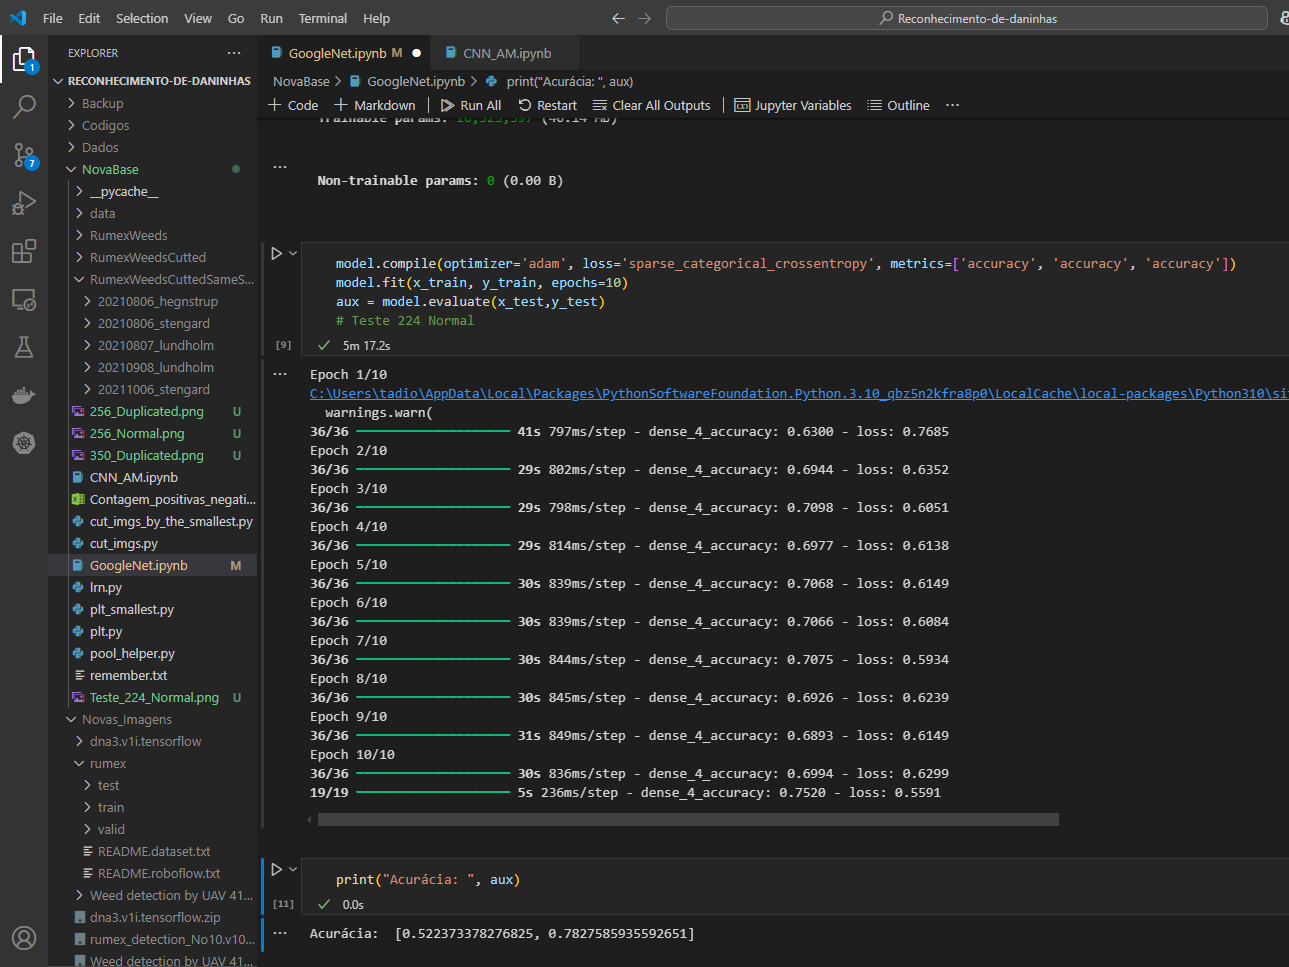 File Edit Selection View Go Run Terminal Help
Reconhecimento-de-daninhas
EXPLORER
RECONHECIMENTO-DE-DANINHAS
Backup
Codigos
Dados
NovaBase
__pycache__
data
RumexWeeds
RumexWeedsCutted
RumexWeedsCuttedSameS...
20210806_hegnstrup
20210806_stengard
20210807_lundholm
20210908_lundholm
20211006_stengard
256_Duplicated.png U
256_Normal.png U
350_Duplicated.png U
CNN_AM.ipynb
Contagem_positivas_negati...
cut_imgs_by_the_smallest.py
cut_imgs.py
GoogleNet.ipynb M
lrn.py
plt_smallest.py
plt.py
pool_helper.py
remember.txt
Teste_224_Normal.png U
Novas_Imagens
dna3.v1i.tensorflow
rumex
test
train
valid
README.dataset.txt
README.roboflow.txt
Weed detection by UAV 41...
dna3.v1i.tensorflow.zip
rumex_detection_No10.v10...
Weed detection by UAV 41...
1
7
GoogleNet.ipynb M
CNN_AM.ipynb
NovaBase > GoogleNet.ipynb > print("Acurácia: ", aux)
+ Code + Markdown | Run All Restart Clear All Outputs | Jupyter Variables Outline ...
Trainable params:
Non-trainable params: 0 (0.00 B)
model.compile(optimizer='adam', loss='sparse_categorical_crossentropy', metrics=['accuracy', 'accuracy', 'accuracy'])
model.fit(x_train, y_train, epochs=10)
aux = model.evaluate(x_test,y_test)
# Teste 224 Normal
[9] 5m 17.2s
Epoch 1/10
C:\Users\tadio\AppData\Local\Packages\PythonSoftwareFoundation.Python.3.10_qbz5n2kfra8p0\LocalCache\local-packages\Python310\si
warnings.warn(
36/36 41s 797ms/step - dense_4_accuracy: 0.6300 - loss: 0.7685
Epoch 2/10
36/36 29s 802ms/step - dense_4_accuracy: 0.6944 - loss: 0.6352
Epoch 3/10
36/36 29s 798ms/step - dense_4_accuracy: 0.7098 - loss: 0.6051
Epoch 4/10
36/36 29s 814ms/step - dense_4_accuracy: 0.6977 - loss: 0.6138
Epoch 5/10
36/36 30s 839ms/step - dense_4_accuracy: 0.7068 - loss: 0.6149
Epoch 6/10
36/36 30s 839ms/step - dense_4_accuracy: 0.7066 - loss: 0.6084
Epoch 7/10
36/36 30s 844ms/step - dense_4_accuracy: 0.7075 - loss: 0.5934
Epoch 8/10
36/36 30s 845ms/step - dense_4_accuracy: 0.6926 - loss: 0.6239
Epoch 9/10
36/36 31s 849ms/step - dense_4_accuracy: 0.6893 - loss: 0.6149
Epoch 10/10
36/36 30s 836ms/step - dense_4_accuracy: 0.6994 - loss: 0.6299
19/19 5s 236ms/step - dense_4_accuracy: 0.7520 - loss: 0.5591
print("Acurácia: ", aux)
[11] 0.0s
Acurácia: [0.522373378276825, 0.7827585935592651]